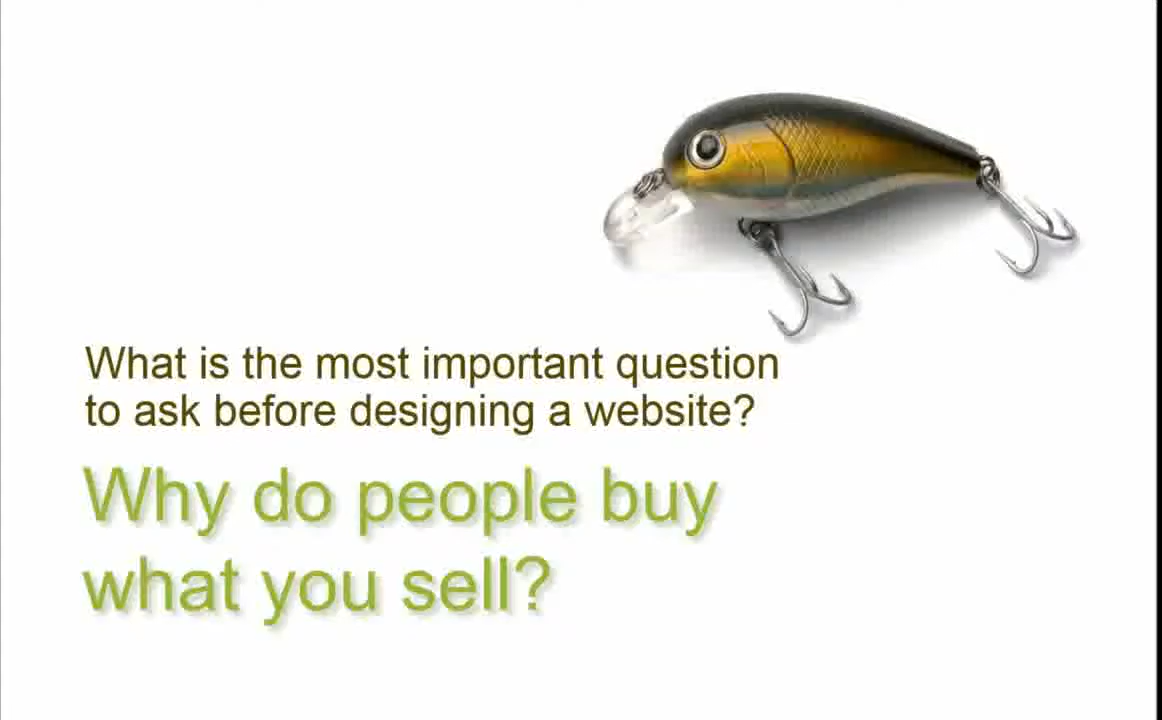 What is the most important question
to ask before designing a website?
Why do people buy
what you sell?